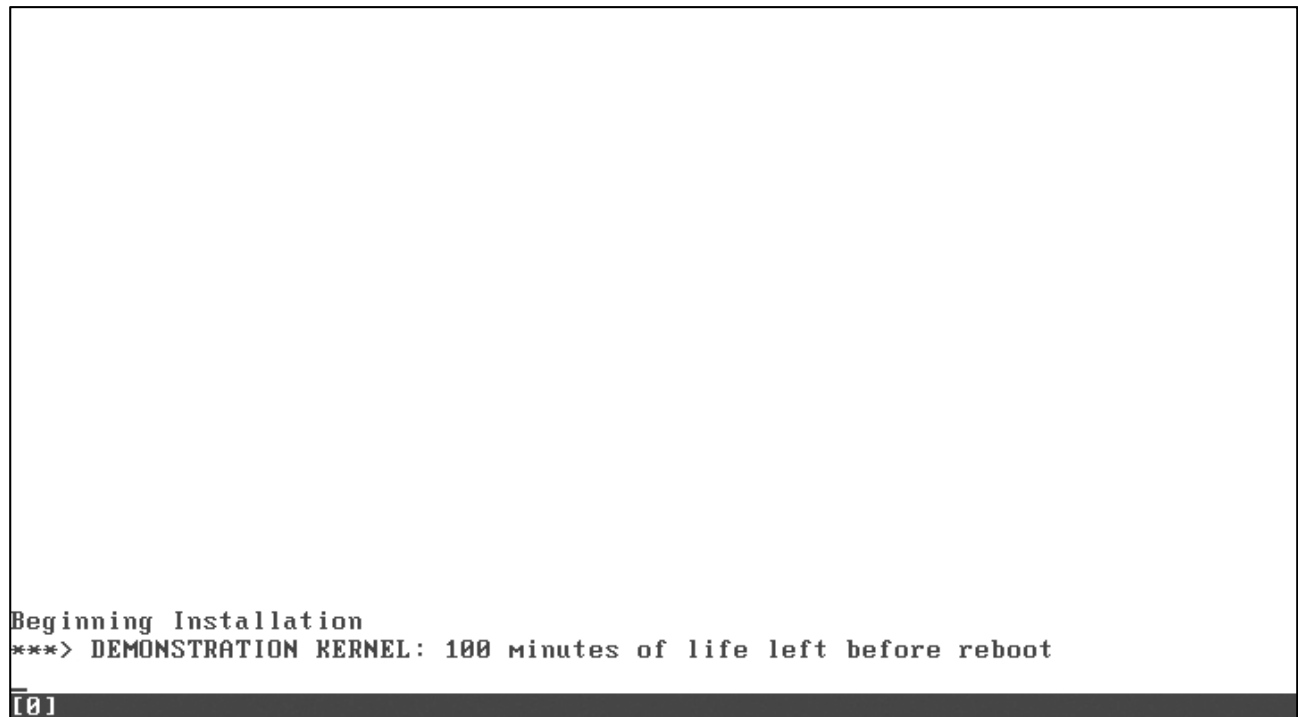 Beginning Installation
***> DEMONSTRATION KERNEL: 100 minutes of life left before reboot
_
[0]